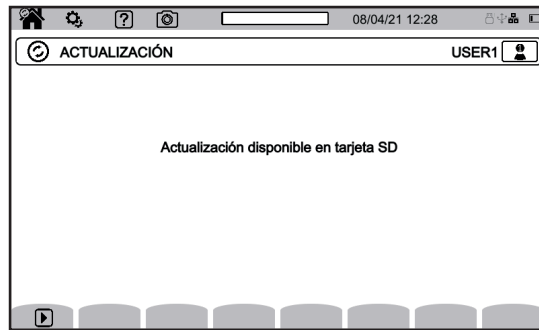 08/04/21 12:28
ACTUALIZACIÓN
USER1
Actualización disponible en tarjeta SD